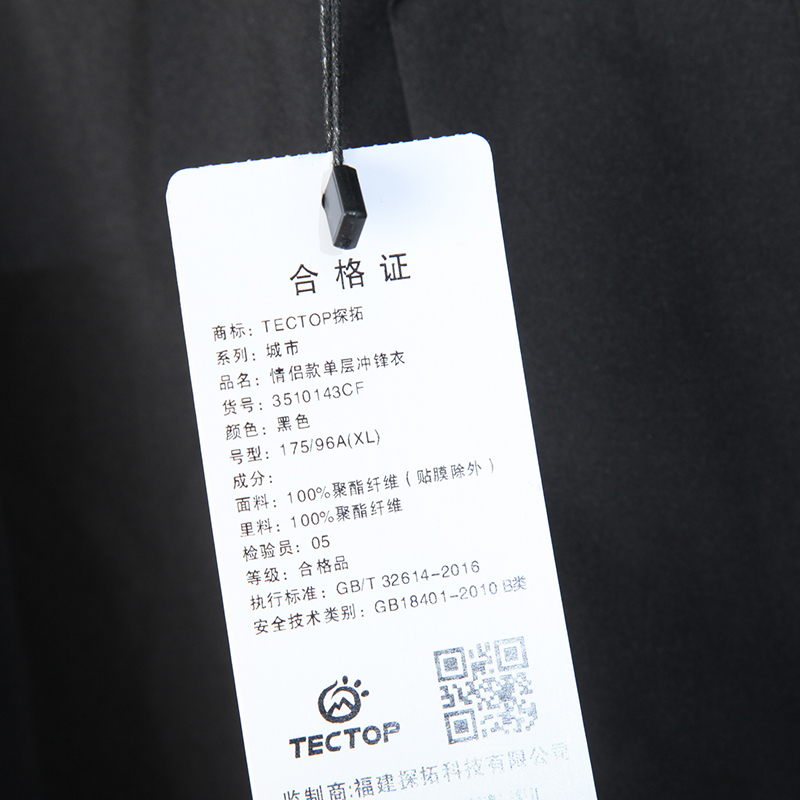 合格证
商标：TECTOP探拓
系列：城市
品名：情侣款单层冲锋衣
货号：3510143CF
颜色：黑色
号型：175/96A(XL)
成分：
面料：100%聚酯纤维（贴膜除外）
里料：100%聚酯纤维
检验员：05
等级：合格品
执行标准：GB/T 32614-2016
安全技术类别：GB18401-2010 B类
TECTOP
监制商:福建探拓科技有限公司